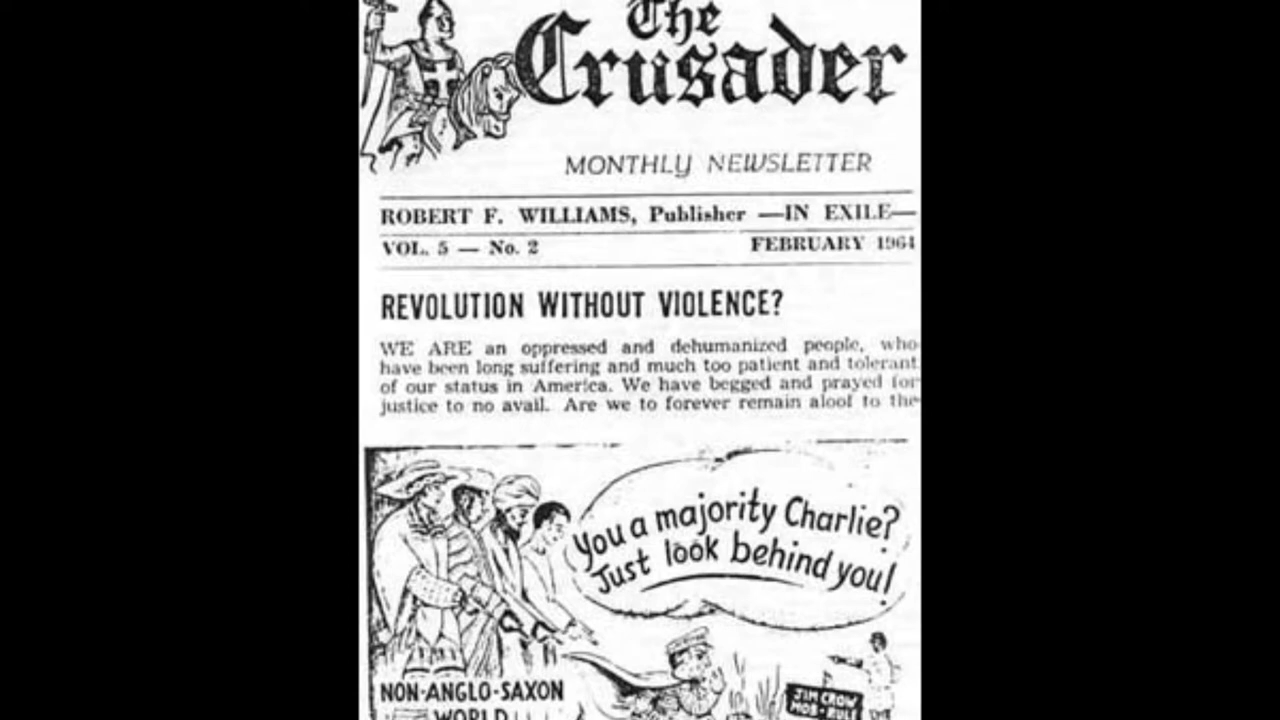 The
Crusader
MONTHLY NEWSLETTER
ROBERT F. WILLIAMS, Publisher —IN EXILE—
VOL. 5 — No. 2 FEBRUARY 1964
REVOLUTION WITHOUT VIOLENCE?
WE ARE an oppressed and dehumanized people, who
have been long suffering and much too patient and tolerant
of our status in America. We have begged and prayed for
justice to no avail. Are we to forever remain aloof to the
You a majority Charlie?
Just look behind you!
NON-ANGLO-SAXON
WORLD
JIM CROW
MOB-RULE